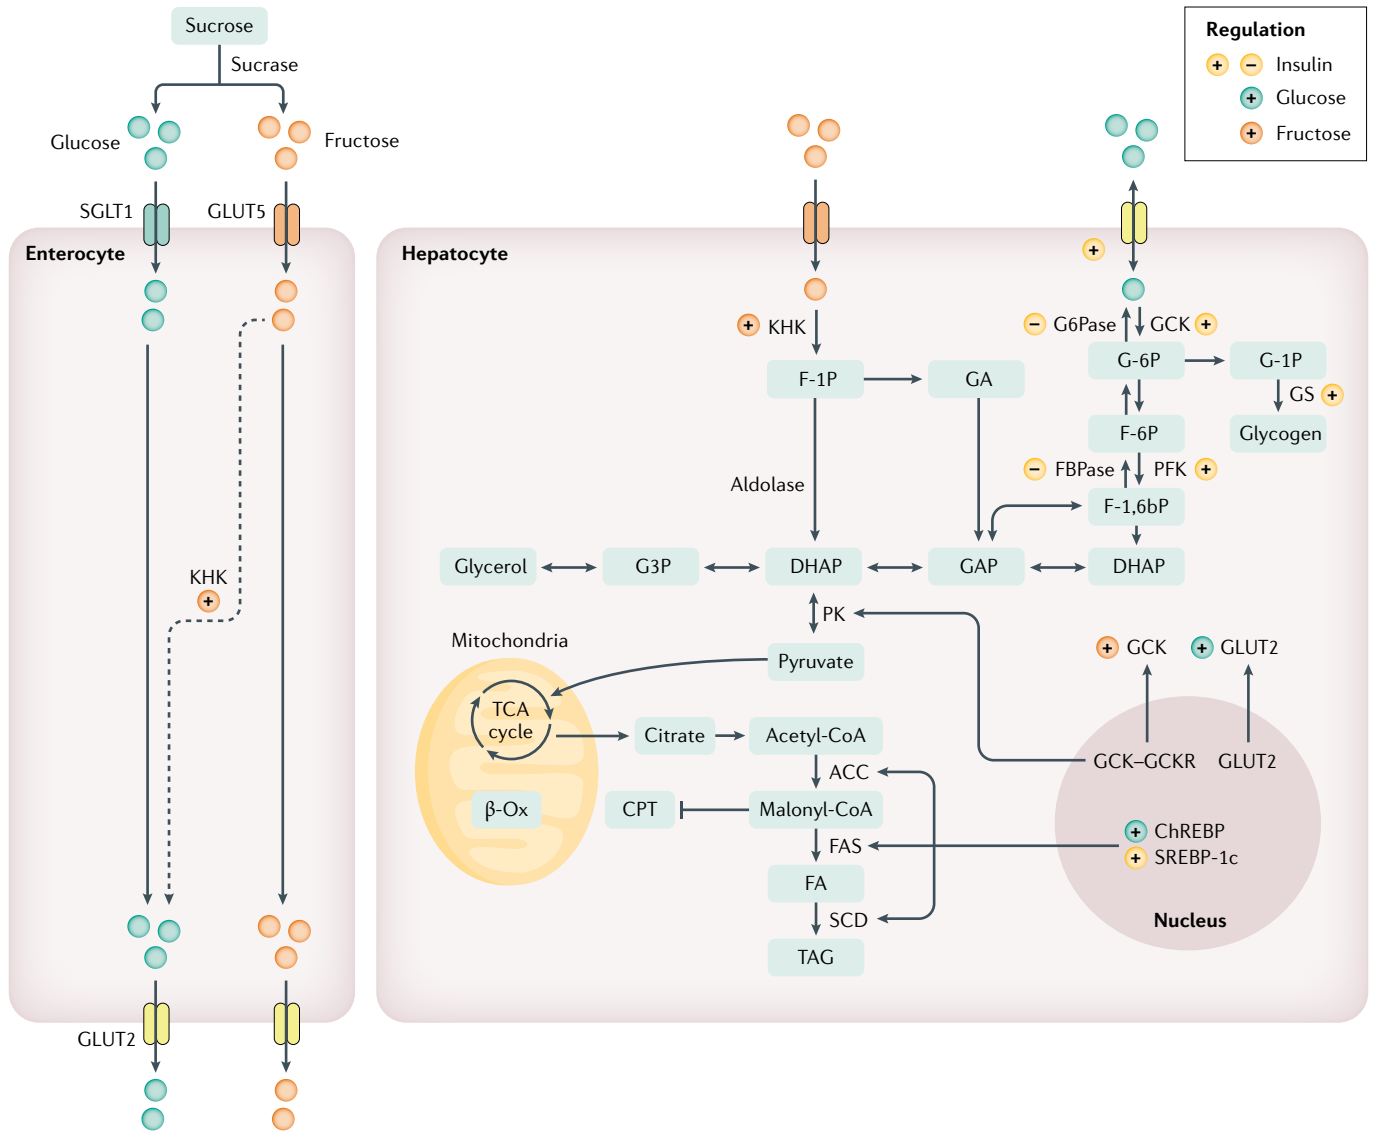 Sucrose
Sucrase
Glucose
Fructose
SGLT1
GLUT5
Enterocyte
KHK
+
GLUT2
Regulation
+ − Insulin
+ Glucose
+ Fructose
Hepatocyte
+
+ KHK
− G6Pase
GCK +
F-1P
GA
G-6P
G-1P
GS +
F-6P
Glycogen
Aldolase
− FBPase
PFK +
F-1,6bP
Glycerol
G3P
DHAP
GAP
DHAP
PK
Mitochondria
Pyruvate
+ GCK
+ GLUT2
TCA
cycle
Citrate
Acetyl-CoA
GCK–GCKR
GLUT2
ACC
β-Ox
CPT
Malonyl-CoA
FAS
+ ChREBP
+ SREBP-1c
FA
SCD
Nucleus
TAG